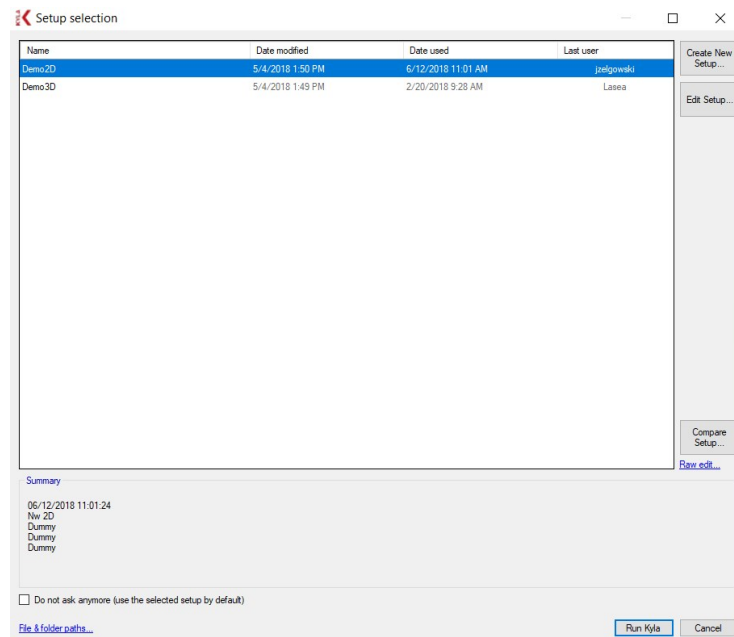 KYLA
Setup selection
Name Date modified Date used Last user
Demo2D 5/4/2018 1:50 PM 6/12/2018 11:01 AM jzelgowski
Demo3D 5/4/2018 1:49 PM 2/20/2018 9:28 AM Lasea
Create New
Setup...
Edit Setup...
Compare
Setup...
Raw edit...
Summary
06/12/2018 11:01:24
Nw 2D
Dummy
Dummy
Dummy
Do not ask anymore (use the selected setup by default)
File & folder paths...
Run Kyla Cancel